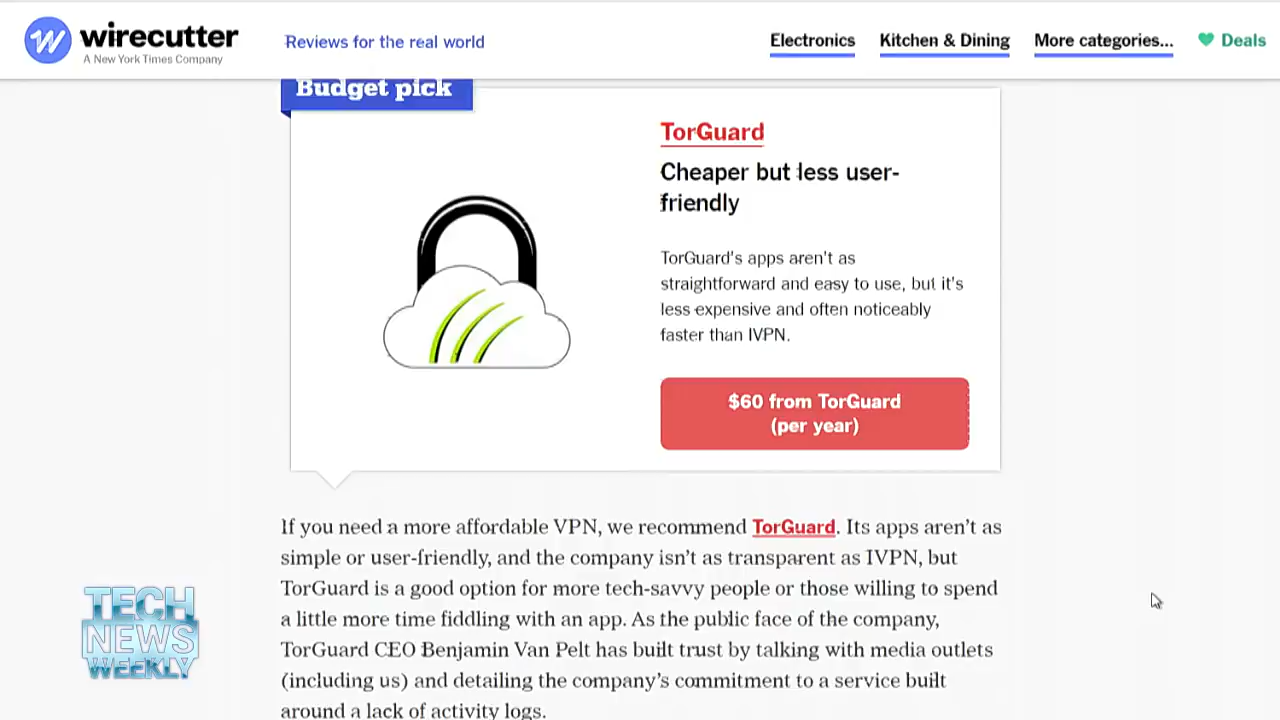 wirecutter
A New York Times Company
Reviews for the real world
Electronics
Kitchen & Dining
More categories...
Deals
Budget pick
TorGuard
Cheaper but less user-
friendly
TorGuard's apps aren't as
straightforward and easy to use, but it's
less expensive and often noticeably
faster than IVPN.
$60 from TorGuard
(per year)
If you need a more affordable VPN, we recommend TorGuard. Its apps aren't as
simple or user-friendly, and the company isn't as transparent as IVPN, but
TorGuard is a good option for more tech-savvy people or those willing to spend
a little more time fiddling with an app. As the public face of the company,
TorGuard CEO Benjamin Van Pelt has built trust by talking with media outlets
(including us) and detailing the company's commitment to a service built
around a lack of activity logs.
TECH
NEWS
WEEKLY